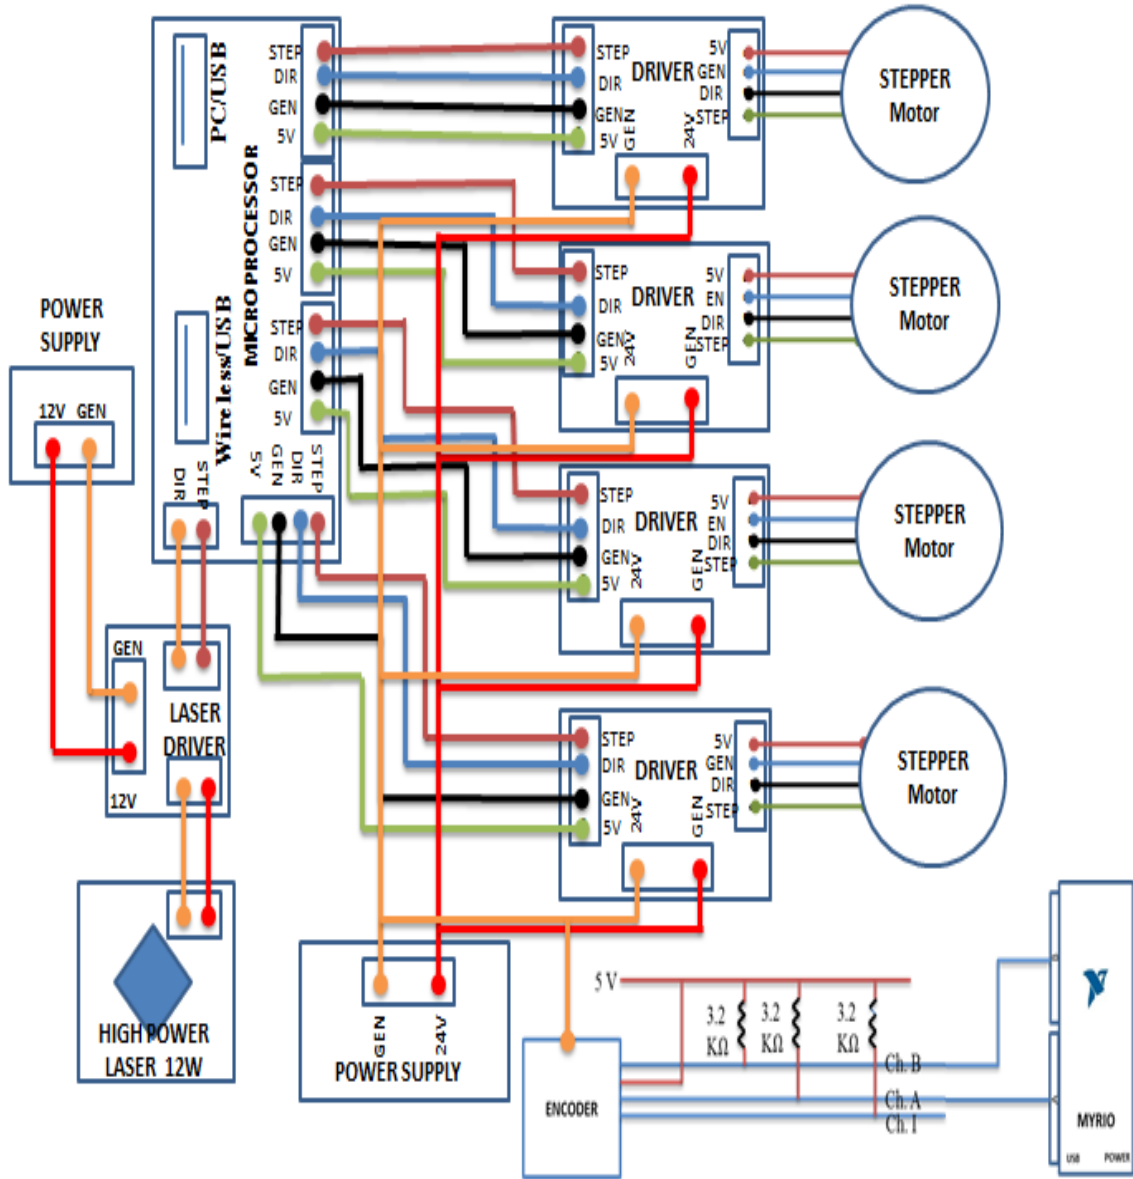 PC/USB
MICROPROCESSOR
Wireless/USB
STEP
DIR
GEN
5V
STEP
DIR
GEN
5V
STEP
DIR
GEN
5V
5V
GEN
DIR
STEP
DIR
STEP
STEP
DIR
GEN
5V
DRIVER
GEN
24V
5V
GEN
DIR
STEP
STEPPER
Motor
STEP
DIR
GEN
5V
DRIVER
24V
GEN
5V
EN
DIR
STEP
STEPPER
Motor
STEP
DIR
GEN
5V
DRIVER
24V
GEN
5V
EN
DIR
STEP
STEPPER
Motor
STEP
DIR
GEN
5V
DRIVER
24V
GEN
5V
GEN
DIR
STEP
STEPPER
Motor
POWER
SUPPLY
12V GEN
GEN
LASER
DRIVER
12V
HIGH POWER
LASER 12W
GEN
24V
POWER SUPPLY
5 V
3.2
KΩ
3.2
KΩ
3.2
KΩ
Ch. B
Ch. A
Ch. I
ENCODER
MYRIO
USB POWER